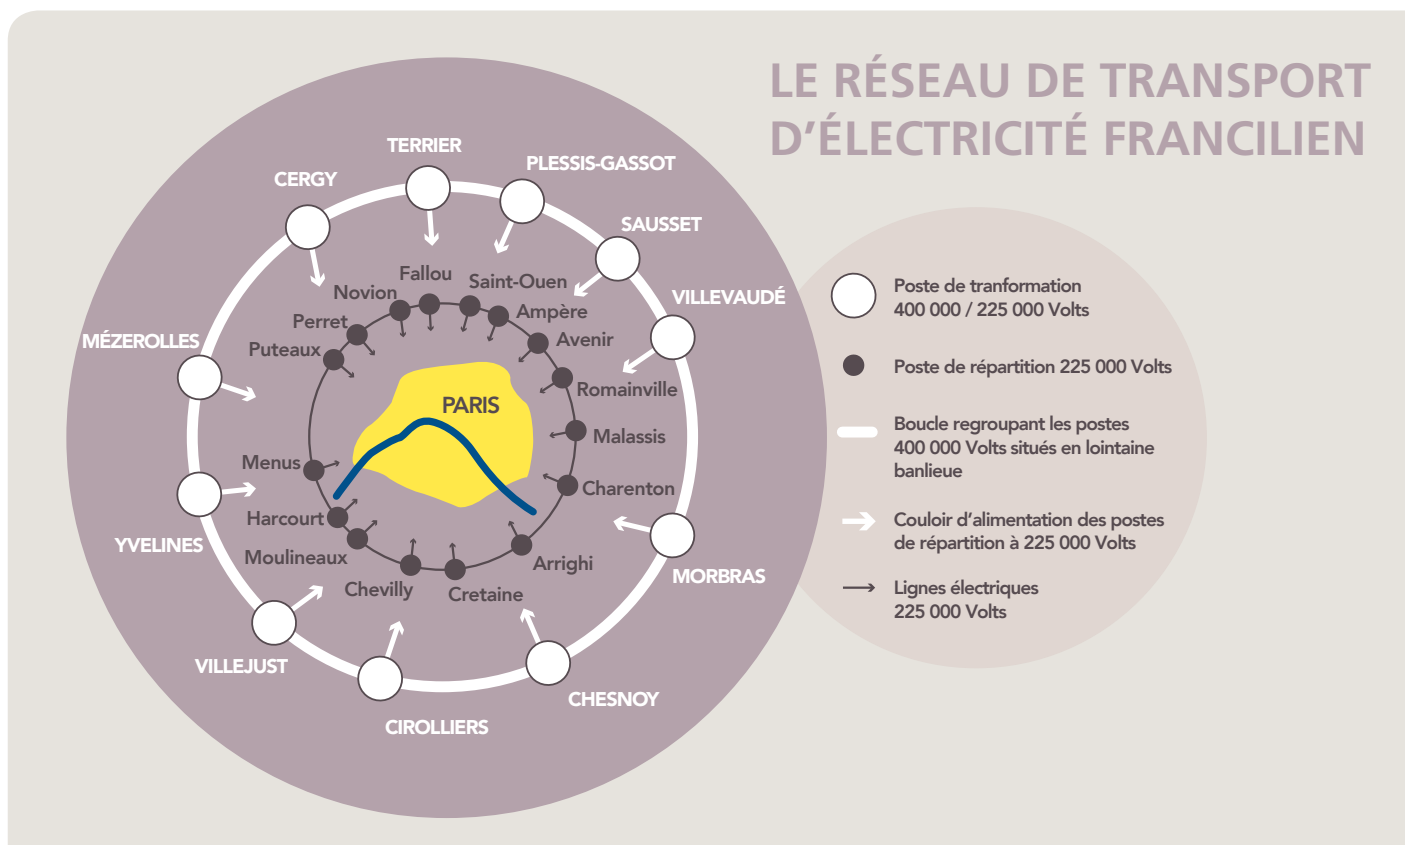 LE RÉSEAU DE TRANSPORT
D'ÉLECTRICITÉ FRANCILIEN
TERRIER
PLESSIS-GASSOT
CERGY
SAUSSET
VILLEVAUDÉ
MÉZEROLLES
YVELINES
VILLEJUST
CIROLLIERS
CHESNOY
MORBRAS
Fallou
Saint-Ouen
Novion
Ampère
Perret
Avenir
Puteaux
Romainville
PARIS
Malassis
Menus
Charenton
Harcourt
Moulineaux
Arrighi
Chevilly
Cretaine
Poste de tranformation
400 000 / 225 000 Volts
Poste de répartition 225 000 Volts
Boucle regroupant les postes
400 000 Volts situés en lointaine
banlieue
Couloir d'alimentation des postes
de répartition à 225 000 Volts
Lignes électriques
225 000 Volts